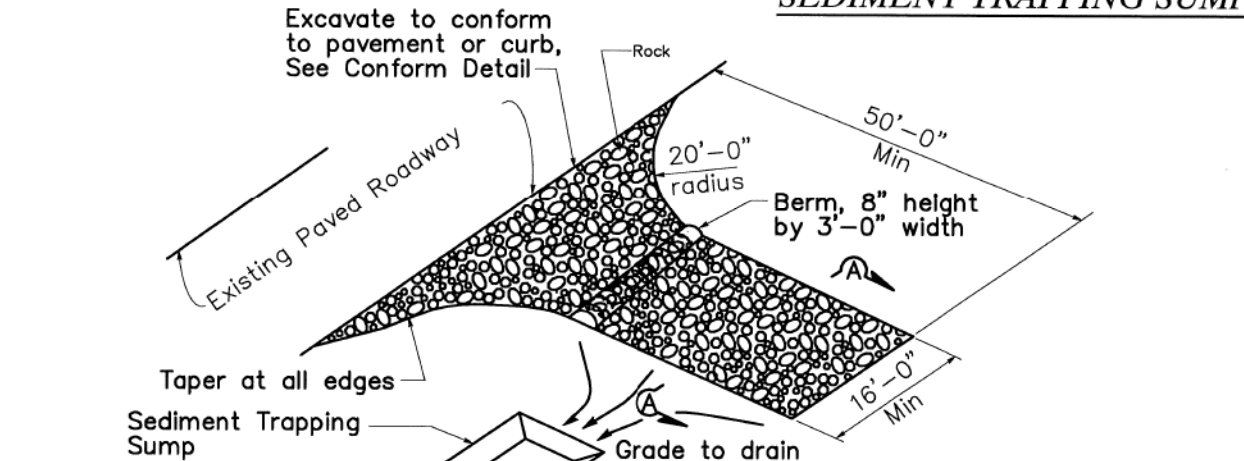 SEDIMENT TRAPPING SUMP
Excavate to conform
to pavement or curb,
See Conform Detail
Rock
50'-0"
Min
Existing Paved Roadway
20'-0"
radius
Berm, 8" height
by 3'-0" width
A
16'-0"
Min
Taper at all edges
Sediment Trapping
Sump
A
Grade to drain